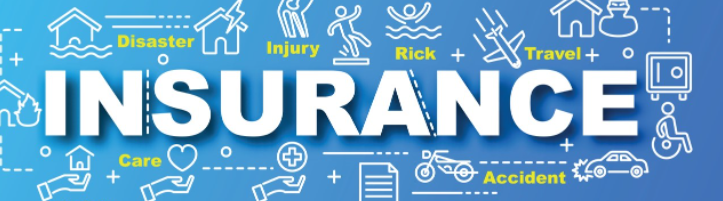 Disaster
Injury
Rick
Travel
INSURANCE
Care
Accident